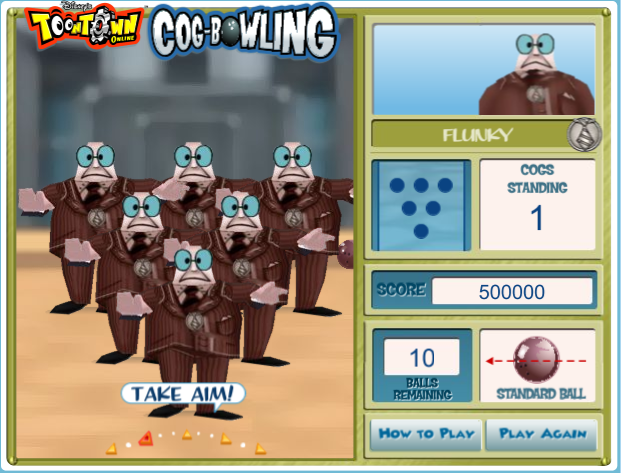 Disney's
TOONTOWN
ONLINE
COG-BOWLING
FLUNKY
COGS
STANDING
1
SCORE
500000
10
BALLS
REMAINING
STANDARD BALL
TAKE AIM!
HOW TO PLAY
PLAY AGAIN